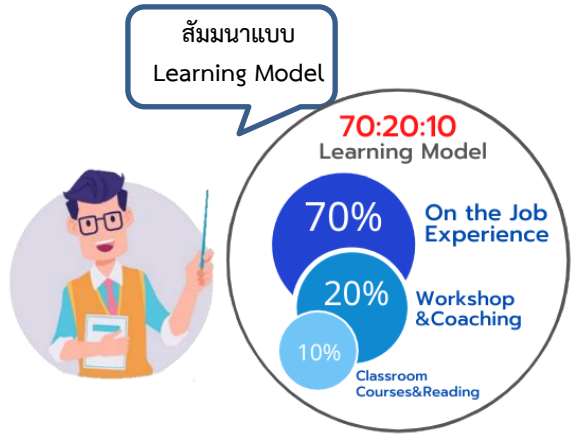 สัมมนาแบบ
Learning Model
70:20:10
Learning Model
70%
On the Job
Experience
20%
Workshop
&Coaching
10%
Classroom
Courses&Reading